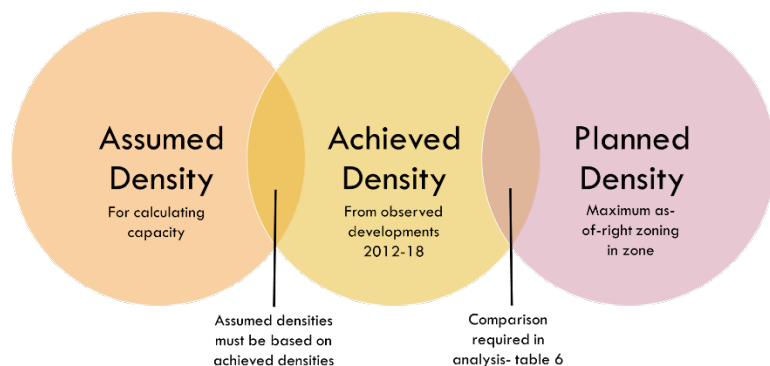 Assumed
Density
For calculating
capacity
Achieved
Density
From observed
developments
2012-18
Planned
Density
Maximum as-
of-right zoning
in zone
Assumed densities
must be based on
achieved densities
Comparison
required in
analysis- table 6